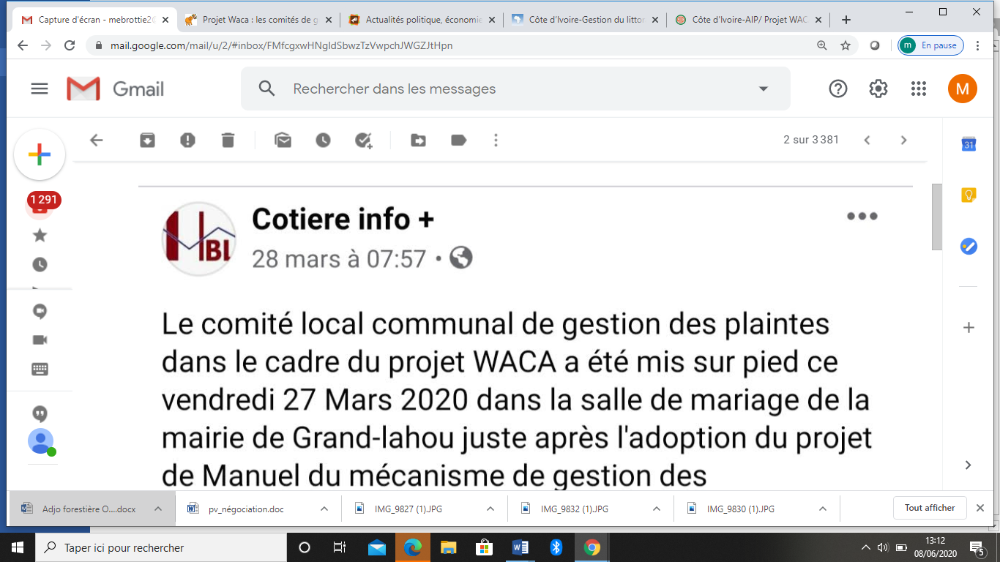 Capture d'écran - mebrottie2@
Projet Waca : les comités de g
Actualités politique, économie
Côte d'Ivoire-Gestion du littor
Côte d'Ivoire-AIP/ Projet WAC
mail.google.com/mail/u/2/#inbox/FMfcgxwHNgldSbwzTzVwpchJWGZJtHpn
m
En pause
Gmail
Rechercher dans les messages
M
2 sur 3 381
31
1 291
HBL
Cotiere info +
28 mars à 07:57 •
Le comité local communal de gestion des plaintes
dans le cadre du projet WACA a été mis sur pied ce
vendredi 27 Mars 2020 dans la salle de mariage de la
mairie de Grand-lahou juste après l'adoption du projet
de Manuel du mécanisme de gestion des
Adjo forestière O....docx
pv_négociation.doc
IMG_9827 (1).JPG
IMG_9832 (1).JPG
IMG_9830 (1).JPG
Tout afficher
Taper ici pour rechercher
13:12
08/06/2020
5